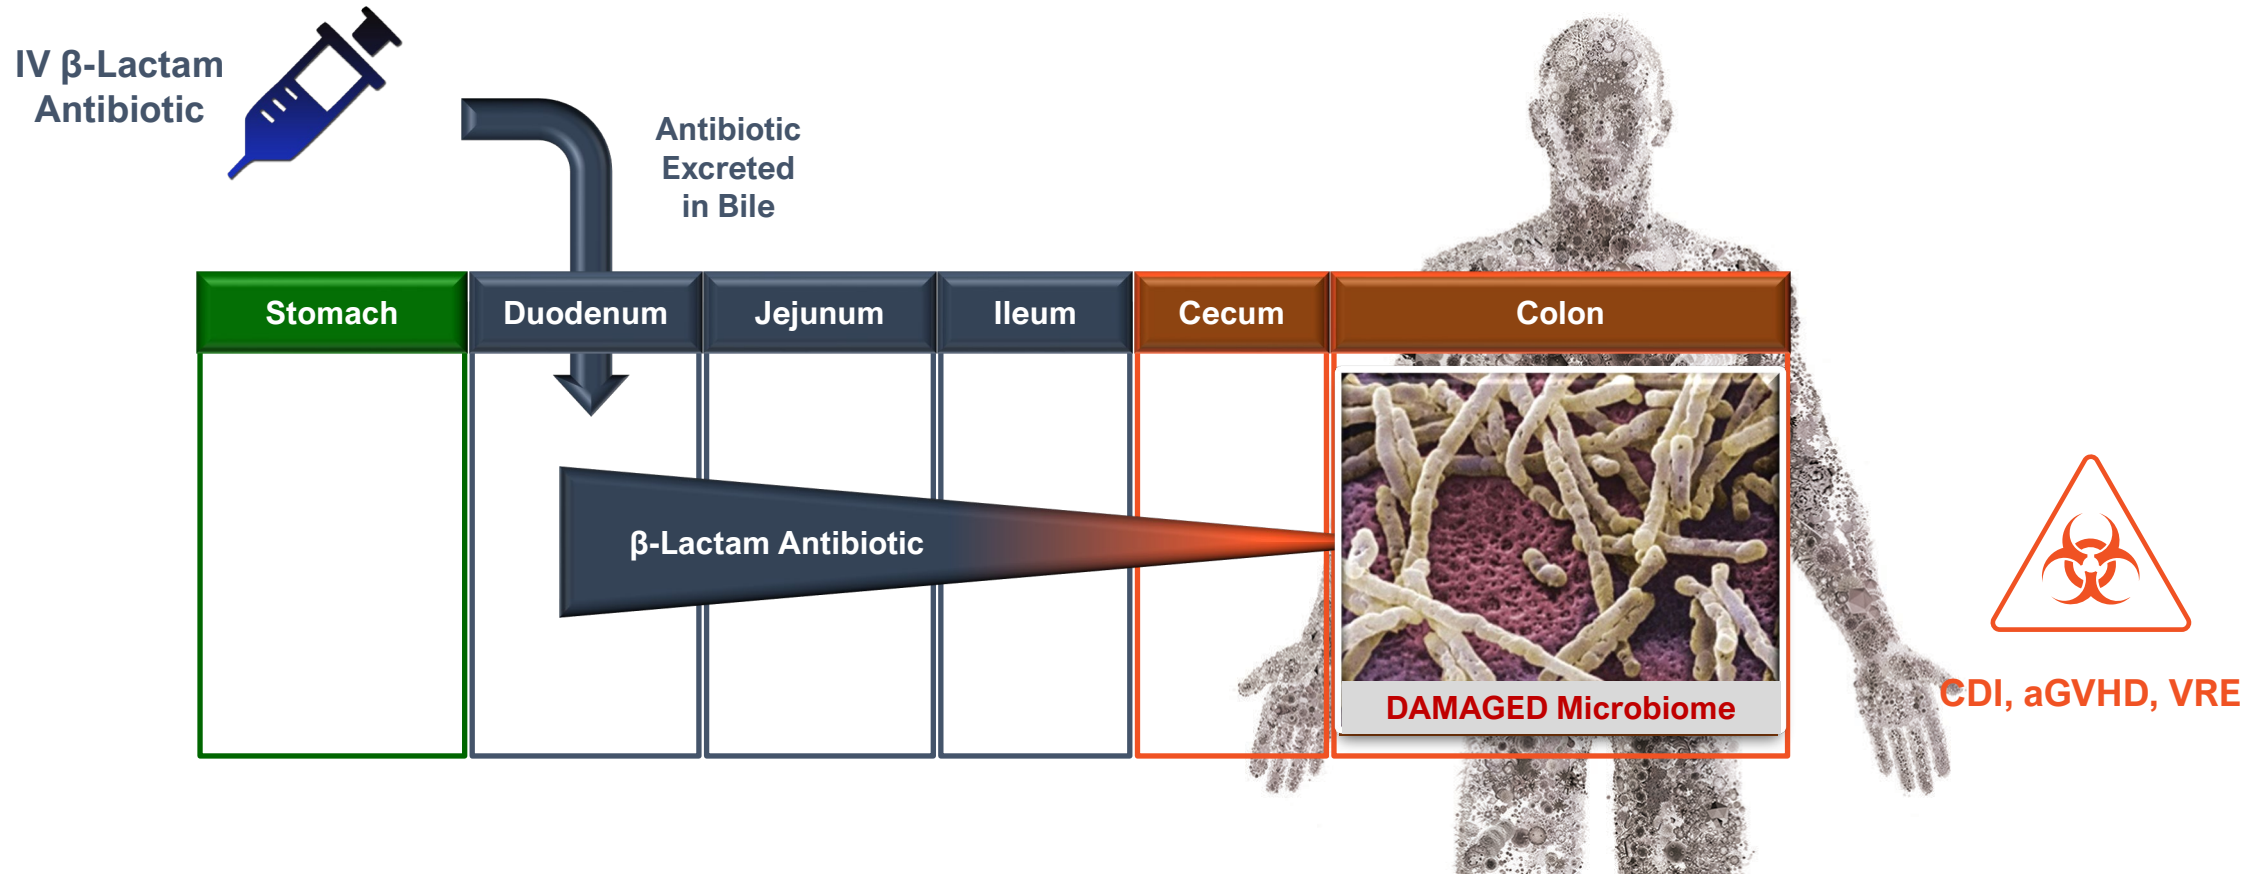 IV β-Lactam
Antibiotic
Antibiotic
Excreted
in Bile
Stomach
Duodenum
Jejunum
Ileum
Cecum
Colon
β-Lactam Antibiotic
DAMAGED Microbiome
CDI, aGVHD, VRE